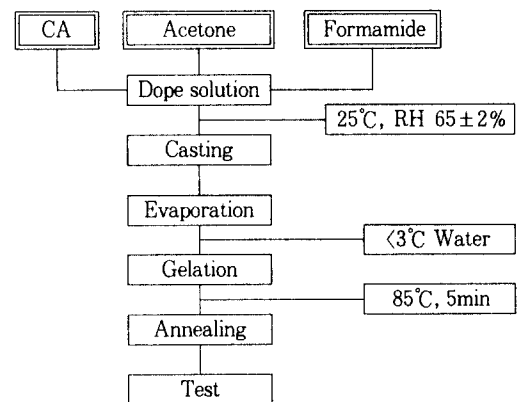 CA
Acetone
Formamide
Dope solution
25℃, RH 65±2%
Casting
Evaporation
<3℃ Water
Gelation
85℃, 5min
Annealing
Test